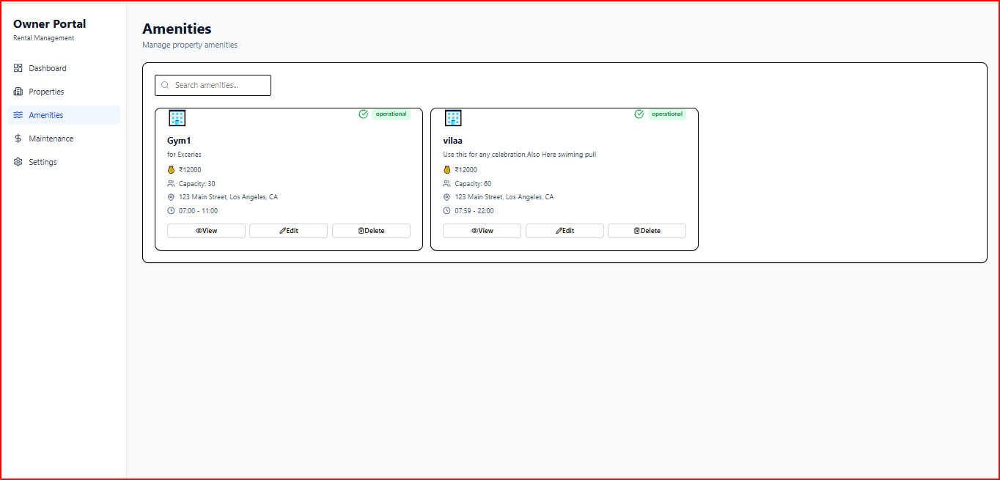 Owner Portal
Rental Management
Dashboard
Properties
Amenities
Maintenance
Settings
Amenities
Manage property amenities
Search amenities...
operational
Gym1
for Exceries
₹12000
Capacity: 30
123 Main Street, Los Angeles, CA
07:00 - 11:00
View Edit Delete
operational
vilaa
Use this for any celebration,Also Here swiming pull
₹12000
Capacity: 60
123 Main Street, Los Angeles, CA
07:59 - 22:00
View Edit Delete